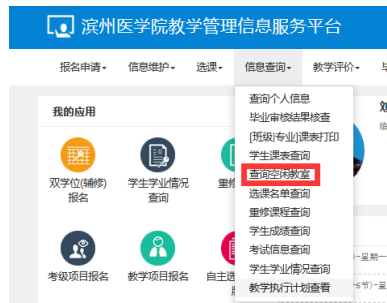 滨州医学院教学管理信息服务平台
报名申请 信息维护 选课 信息查询 教学评价
我的应用
双学位(辅修)
报名
学生学业情况
查询
考级项目报名
教学项目报名
自主选
查询个人信息
毕业审核结果核查
[班级|专业]课表打印
学生课表查询
查询空闲教室
选课名单查询
重修课程查询
学生成绩查询
考试信息查询
学生学业情况查询
教学执行计划查看